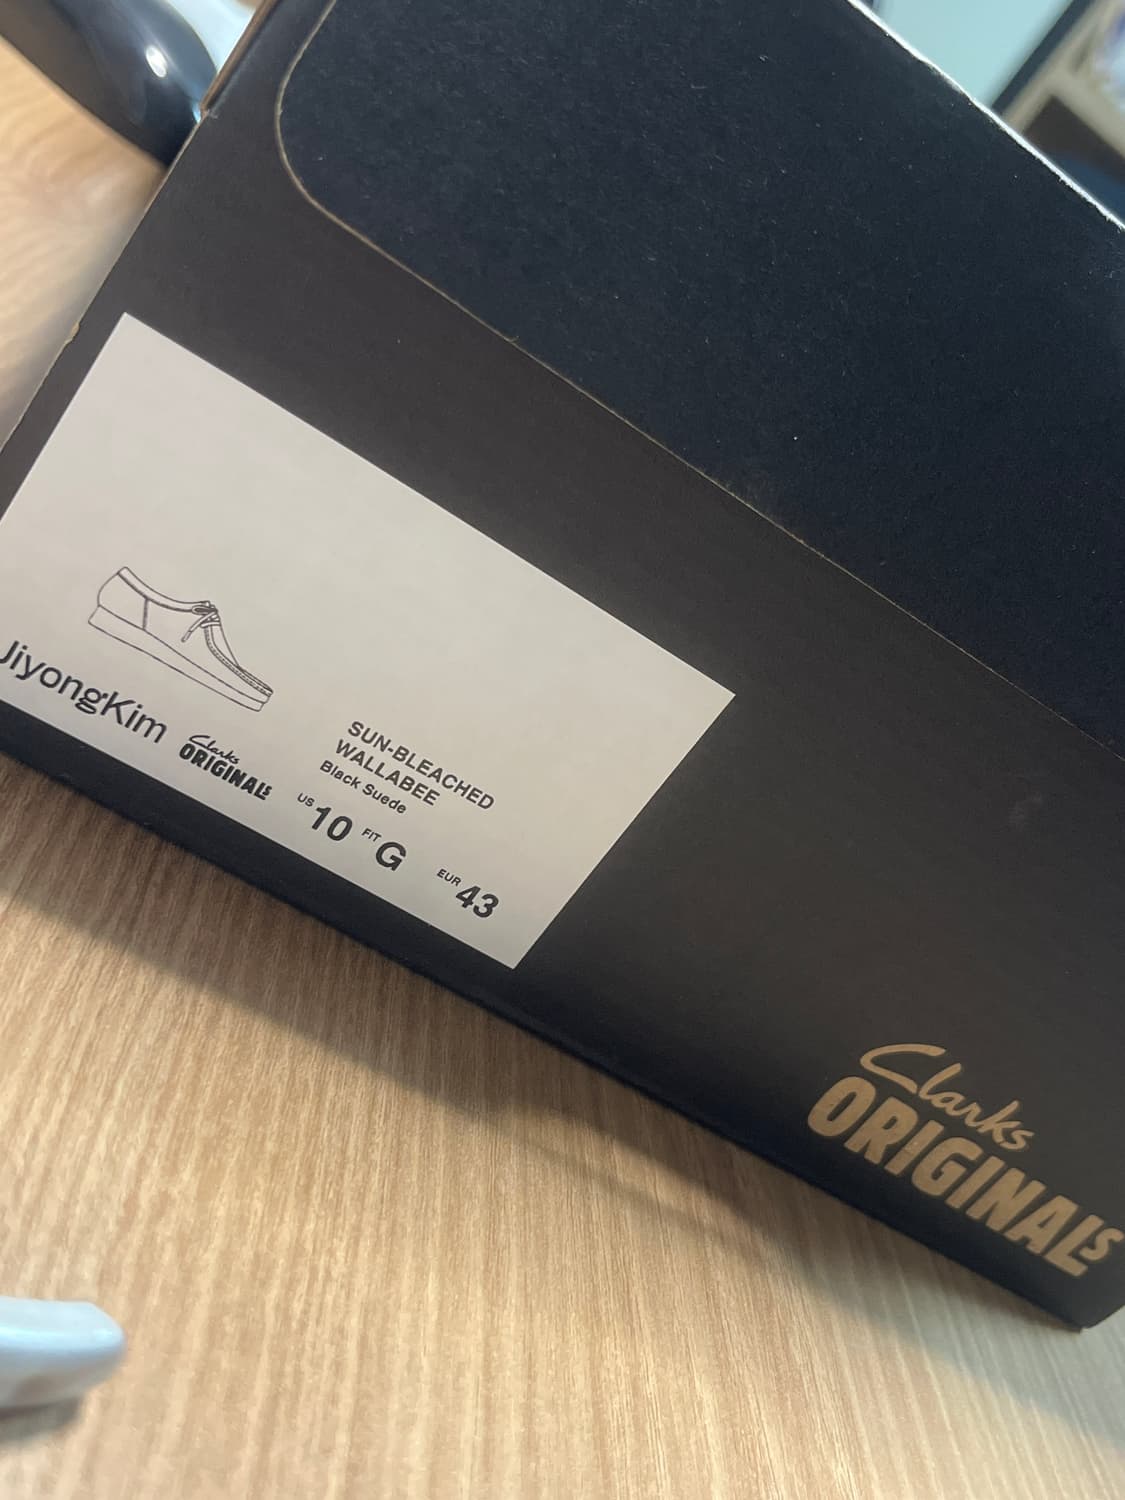 JiyongKim
Clarks
ORIGINALS
SUN-BLEACHED
WALLABEE
Black Suede
US 10 FIT G EUR 43
Clarks
ORIGINALS